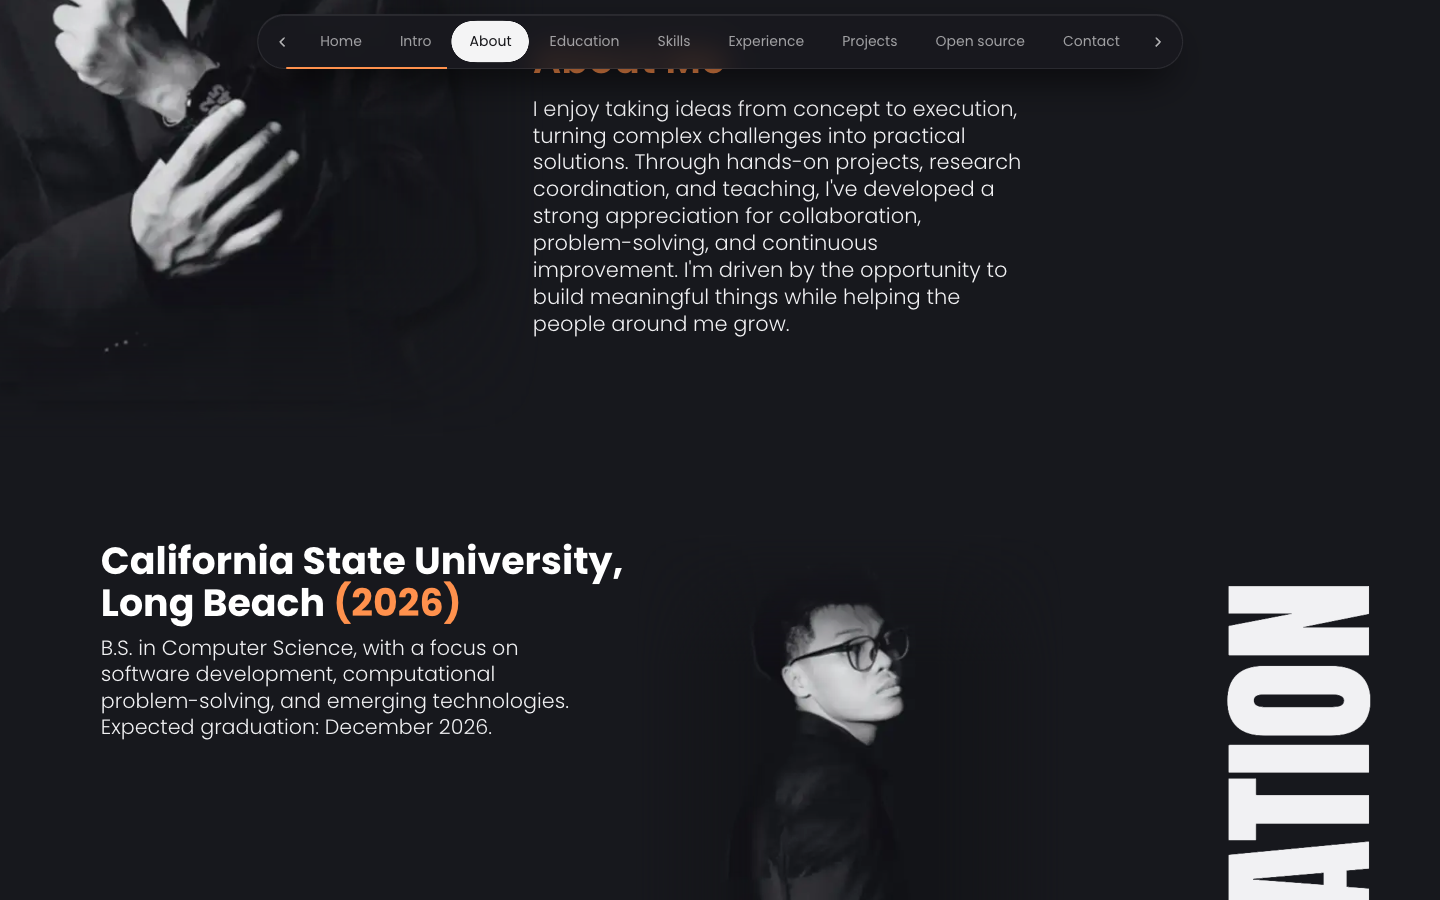 Home Intro About Education Skills Experience Projects Open source Contact
About Me
I enjoy taking ideas from concept to execution,
turning complex challenges into practical
solutions. Through hands-on projects, research
coordination, and teaching, I've developed a
strong appreciation for collaboration,
problem-solving, and continuous
improvement. I'm driven by the opportunity to
build meaningful things while helping the
people around me grow.
California State University,
Long Beach (2026)
B.S. in Computer Science, with a focus on
software development, computational
problem-solving, and emerging technologies.
Expected graduation: December 2026.
ATION